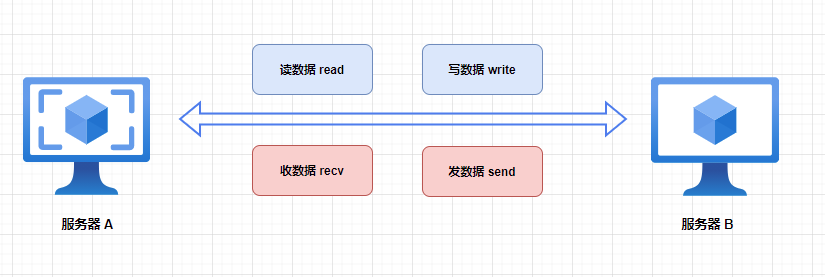 读数据 read
写数据 write
收数据 recv
发数据 send
服务器 A
服务器 B